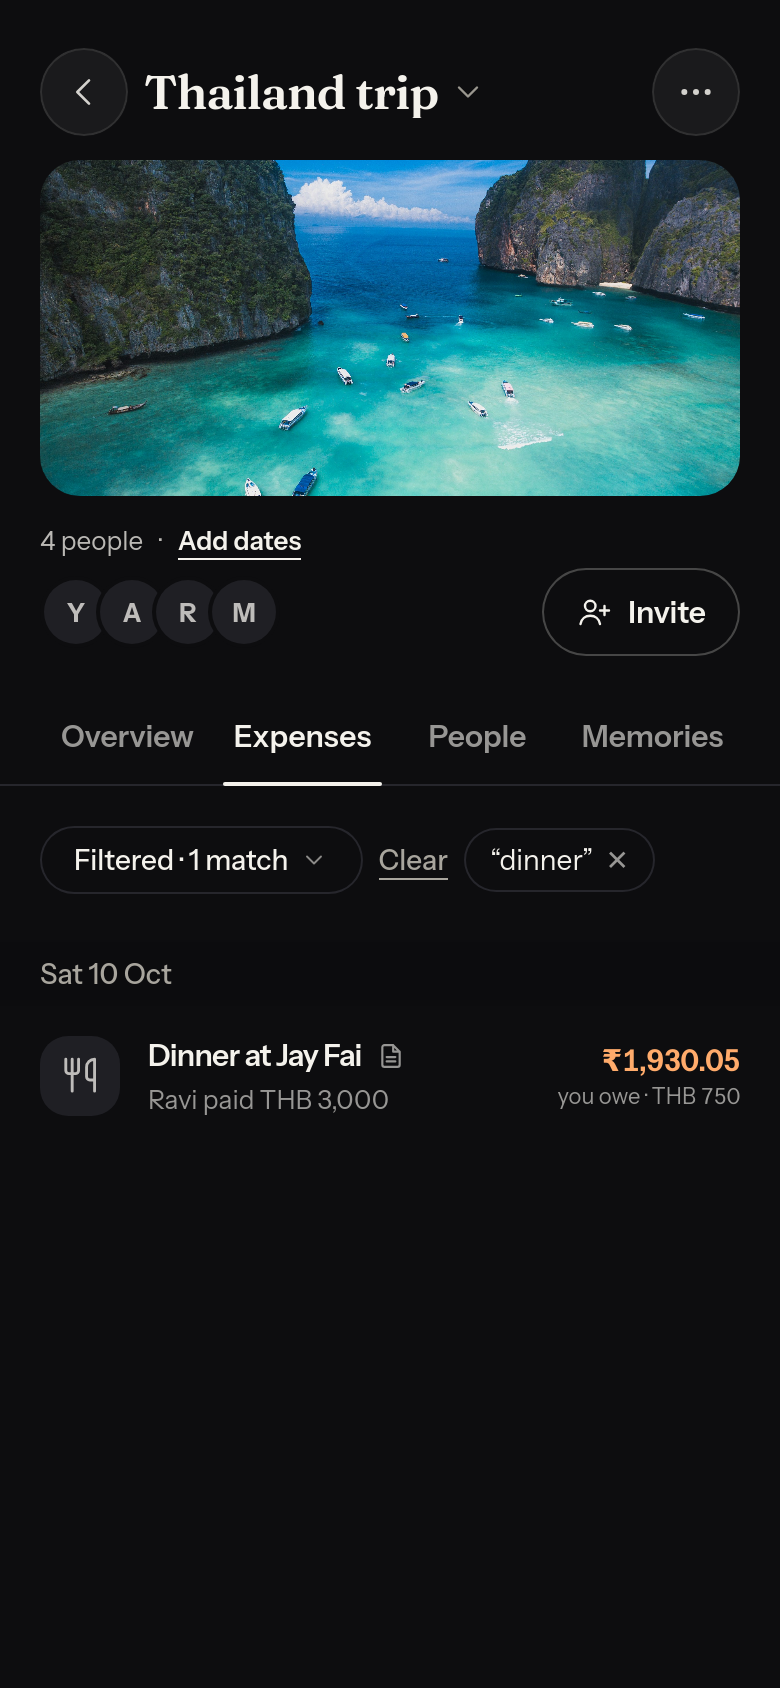 Thailand trip
4 people · Add dates
Y A R M
Invite
Overview Expenses People Memories
Filtered · 1 match Clear “dinner”
Sat 10 Oct
Dinner at Jay Fai ₹1,930.05
Ravi paid THB 3,000 you owe · THB 750